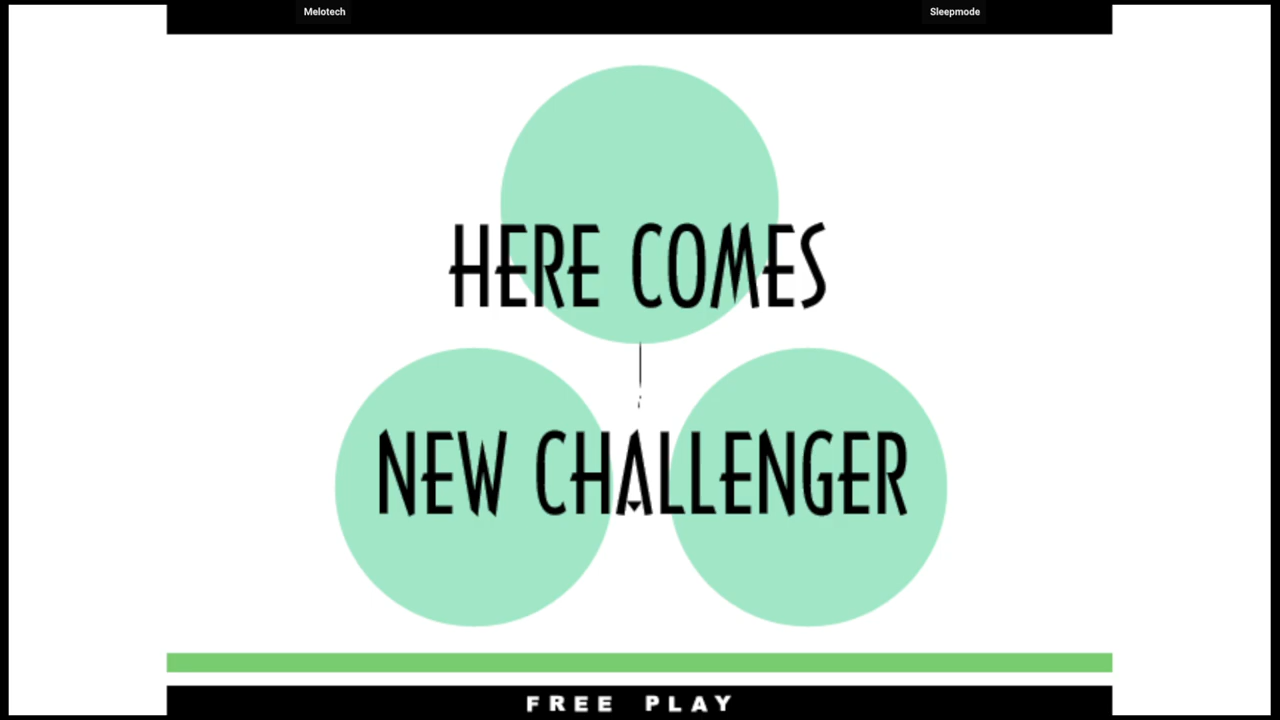 Melotech Sleepmode
HERE COMES
NEW CHALLENGER
FREE PLAY